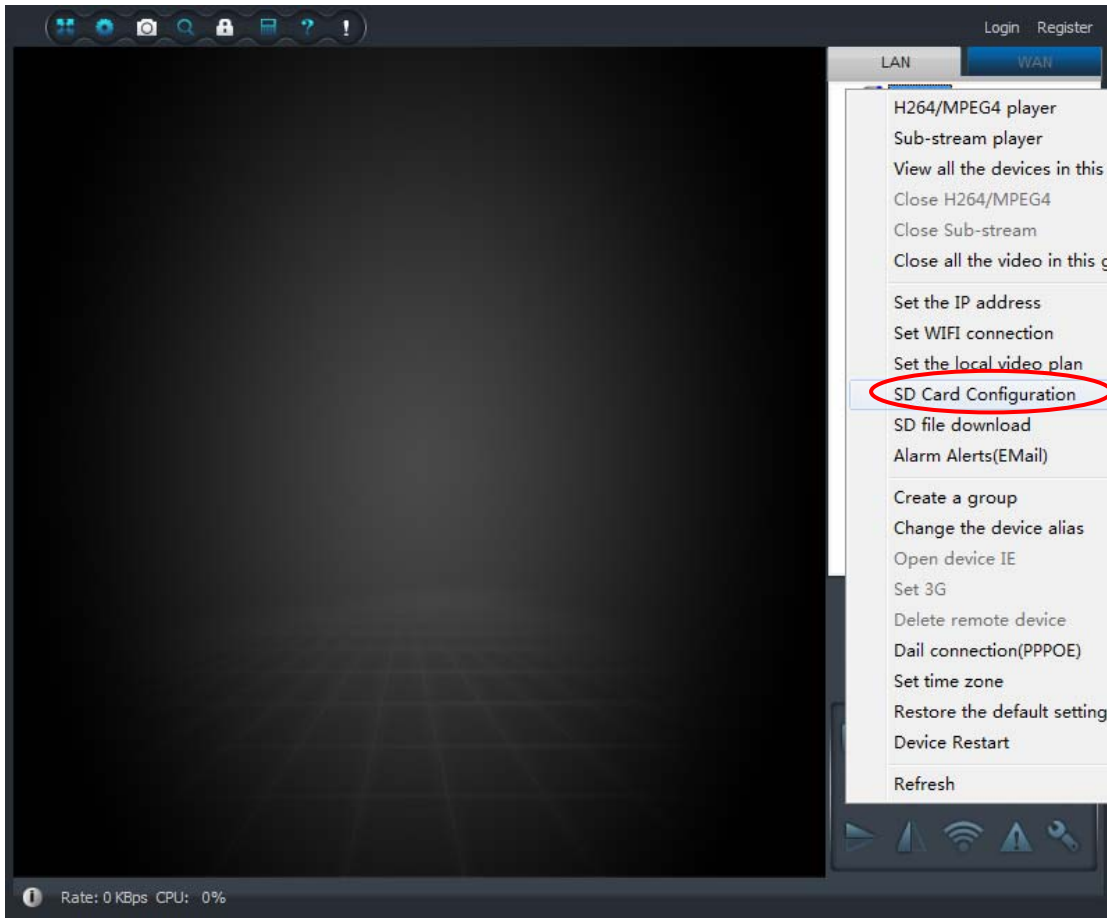 Login Register
LAN WAN
H264/MPEG4 player
Sub-stream player
View all the devices in this
Close H264/MPEG4
Close Sub-stream
Close all the video in this
Set the IP address
Set WIFI connection
Set the local video plan
SD Card Configuration
SD file download
Alarm Alerts(EMail)
Create a group
Change the device alias
Open device IE
Set 3G
Delete remote device
Dail connection(PPPOE)
Set time zone
Restore the default setting
Device Restart
Refresh
Rate: 0 KBps CPU: 0%